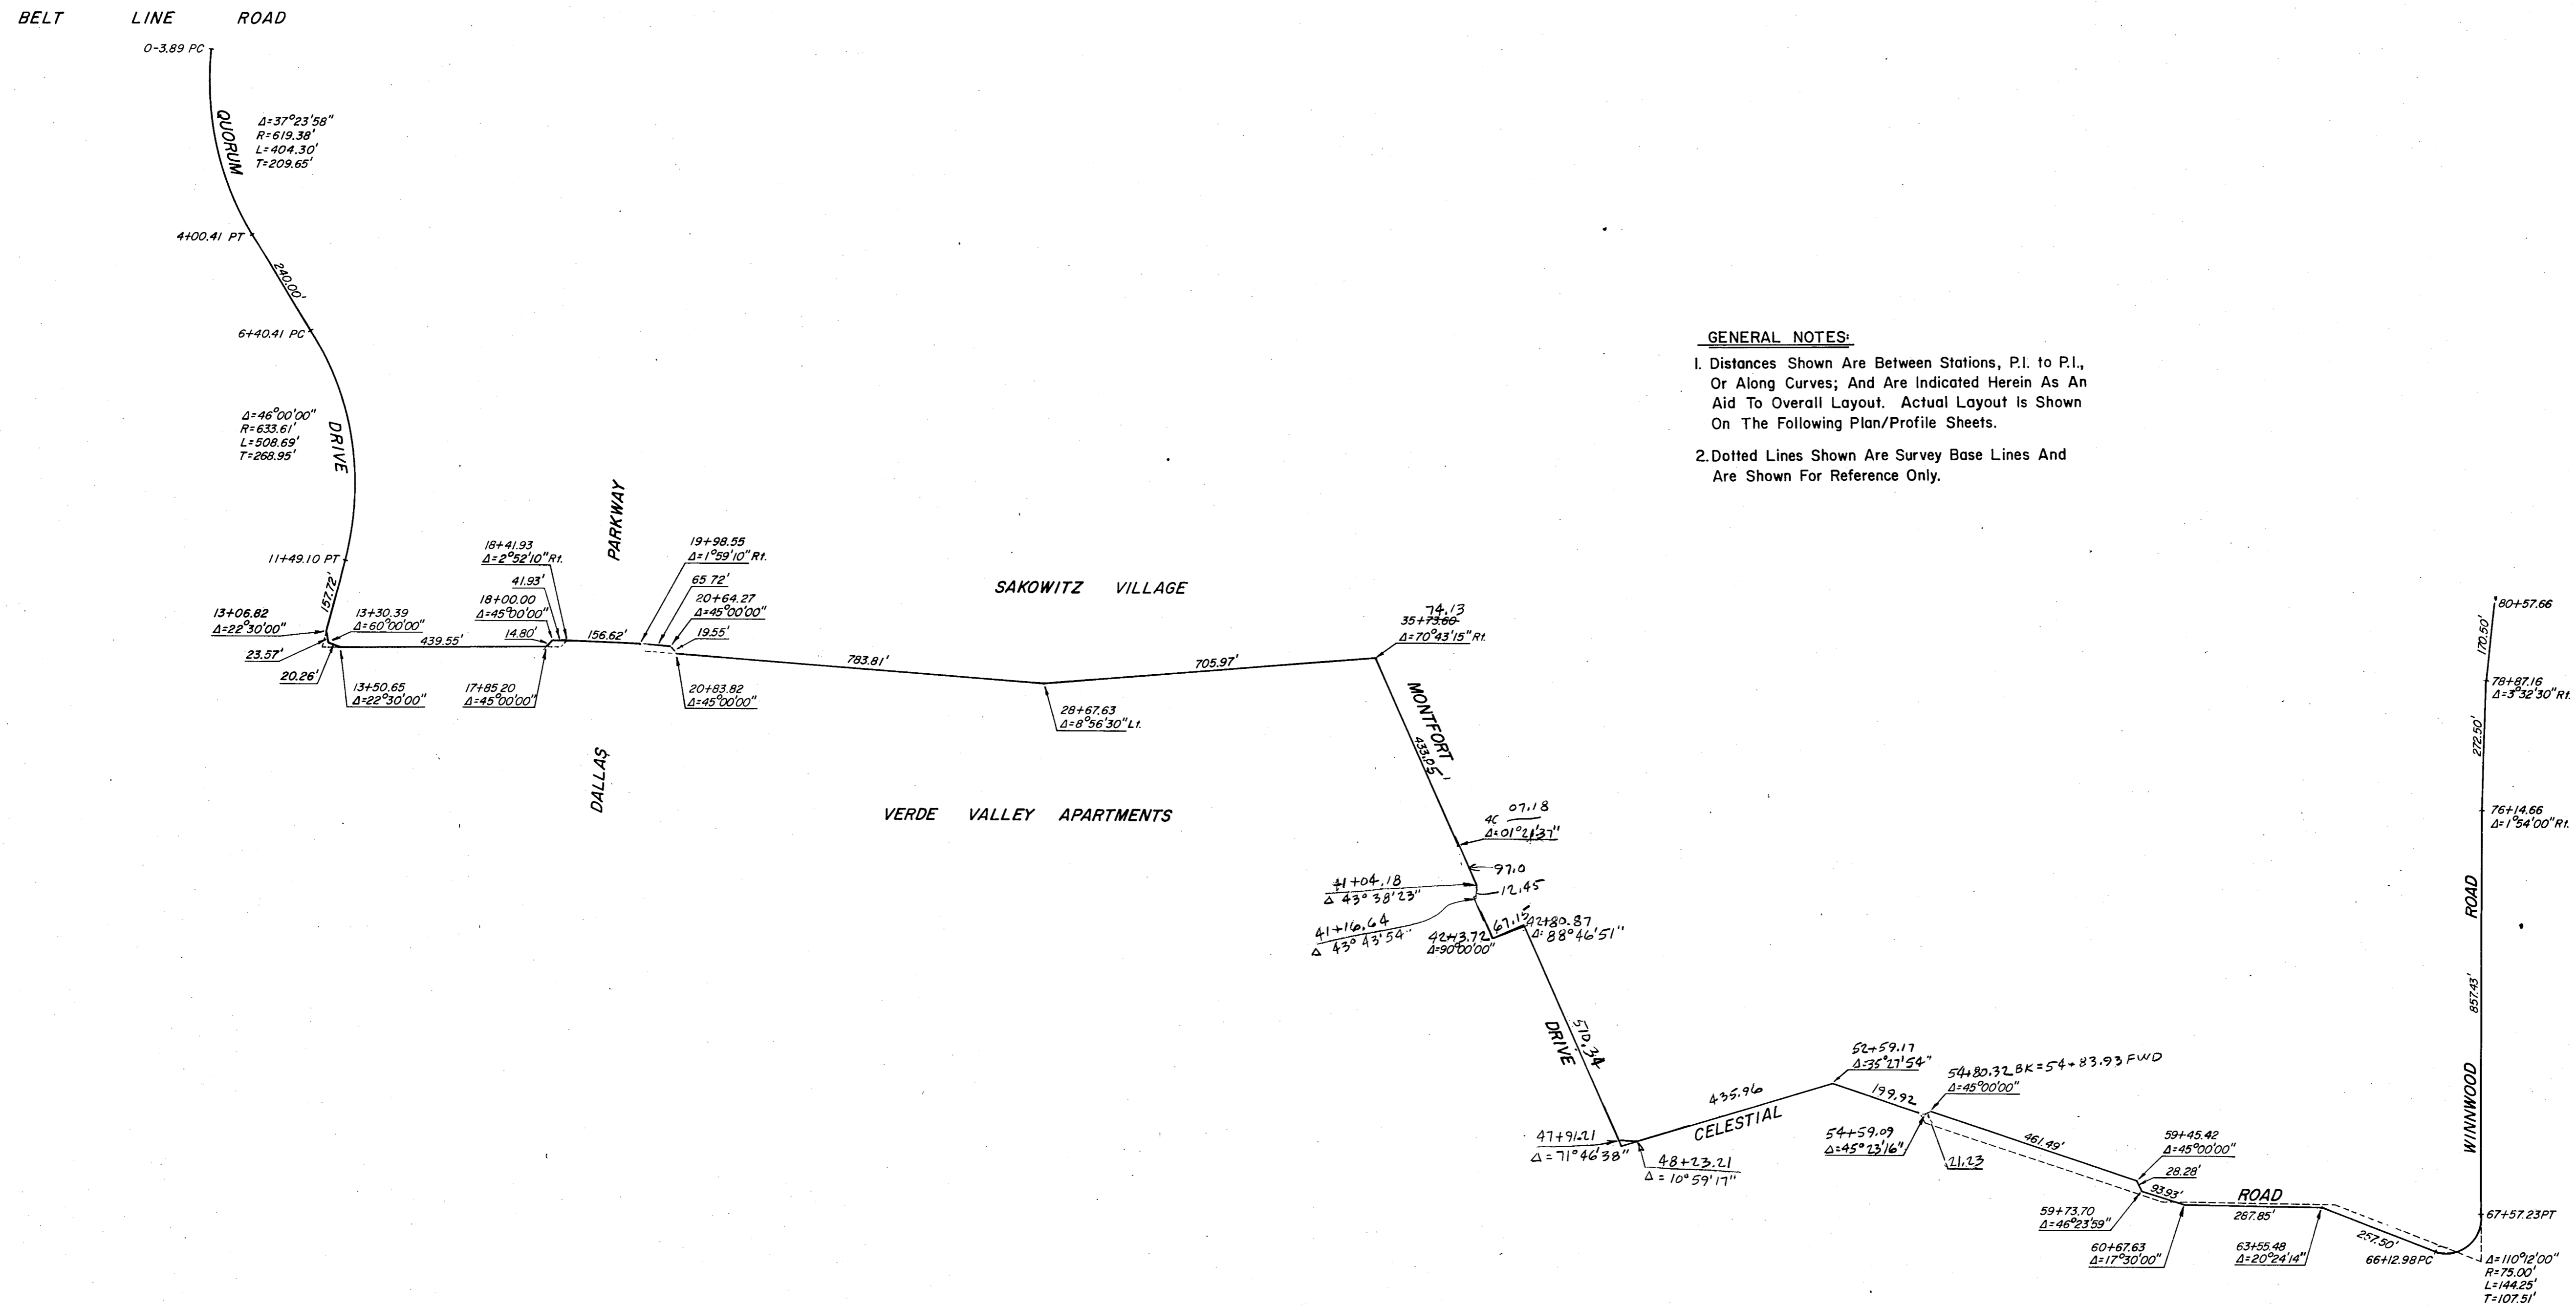 BELT LINE ROAD
0-3.89 PC
QUORUM
Δ=37°23'58"
R=619.38'
L=404.30'
T=209.65'
4+00.41 PT
240.00'
6+40.41 PC
Δ=46°00'00"
R=633.61'
L=508.69'
T=268.95'
DRIVE
11+49.10 PT
157.72'
13+06.82
Δ=22°30'00"
13+30.39
Δ=60°00'00"
23.57'
20.26'
13+50.65
Δ=22°30'00"
439.55'
17+85.20
Δ=45°00'00"
14.80'
18+00.00
Δ=45°00'00"
41.93'
18+41.93
Δ=2°52'10" Rt.
PARKWAY
DALLAS
156.62'
19+98.55
Δ=1°59'10" Rt.
65.72'
20+64.27
Δ=45°00'00"
19.55'
20+83.82
Δ=45°00'00"
783.81'
SAKOWITZ VILLAGE
28+67.63
Δ=8°56'30" Lt.
VERDE VALLEY APARTMENTS
705.97'
74.13
35+73.60
Δ=70°43'15" Rt.
MONTFORT
433.05'
07.18
40
Δ=01°21'37"
97.0
41+04.18
Δ 43°38'23"
12.45
41+16.64
Δ 43°43'54"
42+13.72
Δ=90°00'00"
67.15
42+80.87
Δ=88°46'51"
DRIVE
510.34
47+91.21
Δ=71°46'38"
48+23.21
Δ=10°59'17"
435.96
CELESTIAL
52+59.17
Δ=35°27'54"
199.92
54+80.32 BK=54+83.93 FWD
Δ=45°00'00"
54+59.09
Δ=45°23'16"
21.23
461.49'
59+45.42
Δ=45°00'00"
28.28'
93.93'
59+73.70
Δ=46°23'59"
60+67.63
Δ=17°30'00"
ROAD
287.85'
63+55.48
Δ=20°24'14"
257.50'
66+12.98 PC
Δ=110°12'00"
R=75.00'
L=144.25'
T=107.51'
67+57.23 PT
WINNWOOD ROAD
857.43'
76+14.66
Δ=1°54'00" Rt.
272.50'
78+87.16
Δ=3°32'30" Rt.
170.50'
80+57.66
GENERAL NOTES:
1. Distances Shown Are Between Stations, P.I. to P.I.,
Or Along Curves; And Are Indicated Herein As An
Aid To Overall Layout. Actual Layout Is Shown
On The Following Plan/Profile Sheets.
2. Dotted Lines Shown Are Survey Base Lines And
Are Shown For Reference Only.